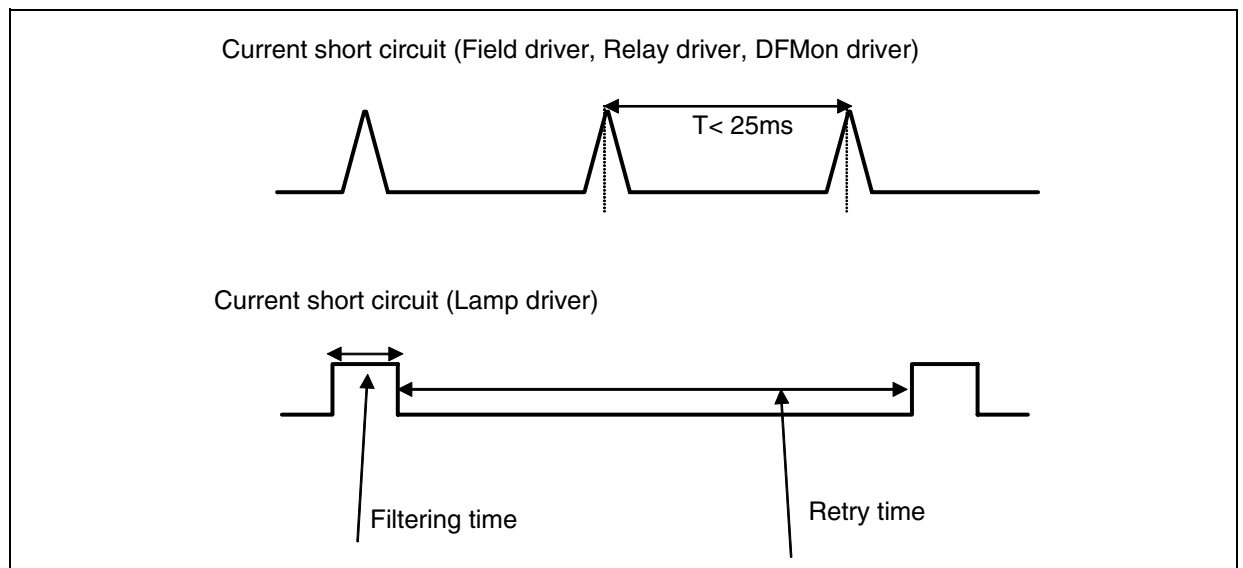 Current short circuit (Field driver, Relay driver, DFMon driver)
T< 25ms
Current short circuit (Lamp driver)
Filtering time
Retry time